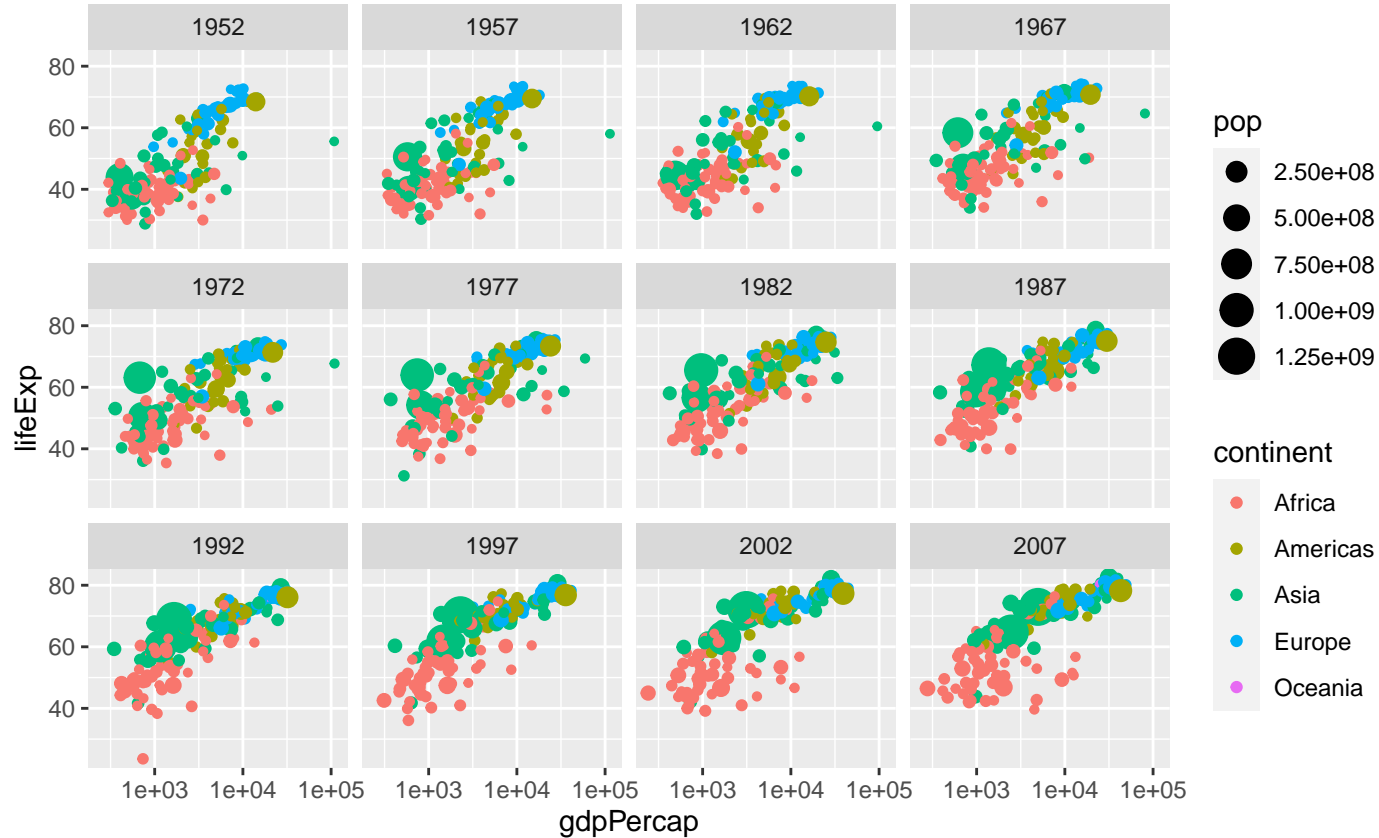 1952 1957 1962 1967
80
60
40
1972 1977 1982 1987
80
60
40
1992 1997 2002 2007
80
60
40
1e+03 1e+04 1e+05 1e+03 1e+04 1e+05 1e+03 1e+04 1e+05 1e+03 1e+04 1e+05
gdpPercap
lifeExp
pop
2.50e+08
5.00e+08
7.50e+08
1.00e+09
1.25e+09
continent
Africa
Americas
Asia
Europe
Oceania